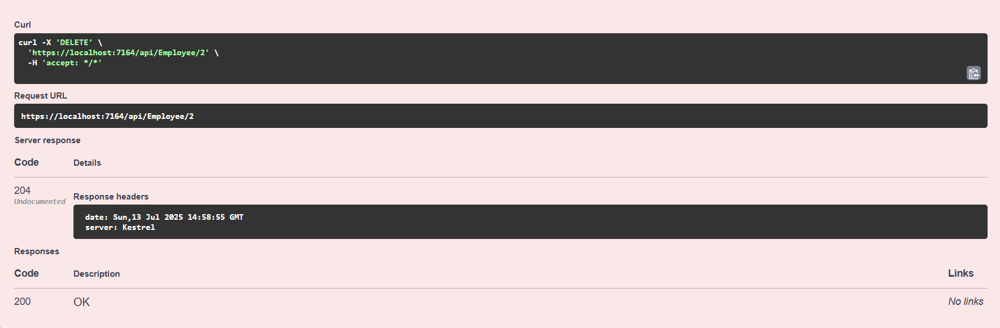 Curl
curl -X 'DELETE' \
'https://localhost:7164/api/Employee/2' \
-H 'accept: */*'
Request URL
https://localhost:7164/api/Employee/2
Server response
Code Details
204
Undocumented
Response headers
date: Sun,13 Jul 2025 14:58:55 GMT
server: Kestrel
Responses
Code Description Links
200 OK No links